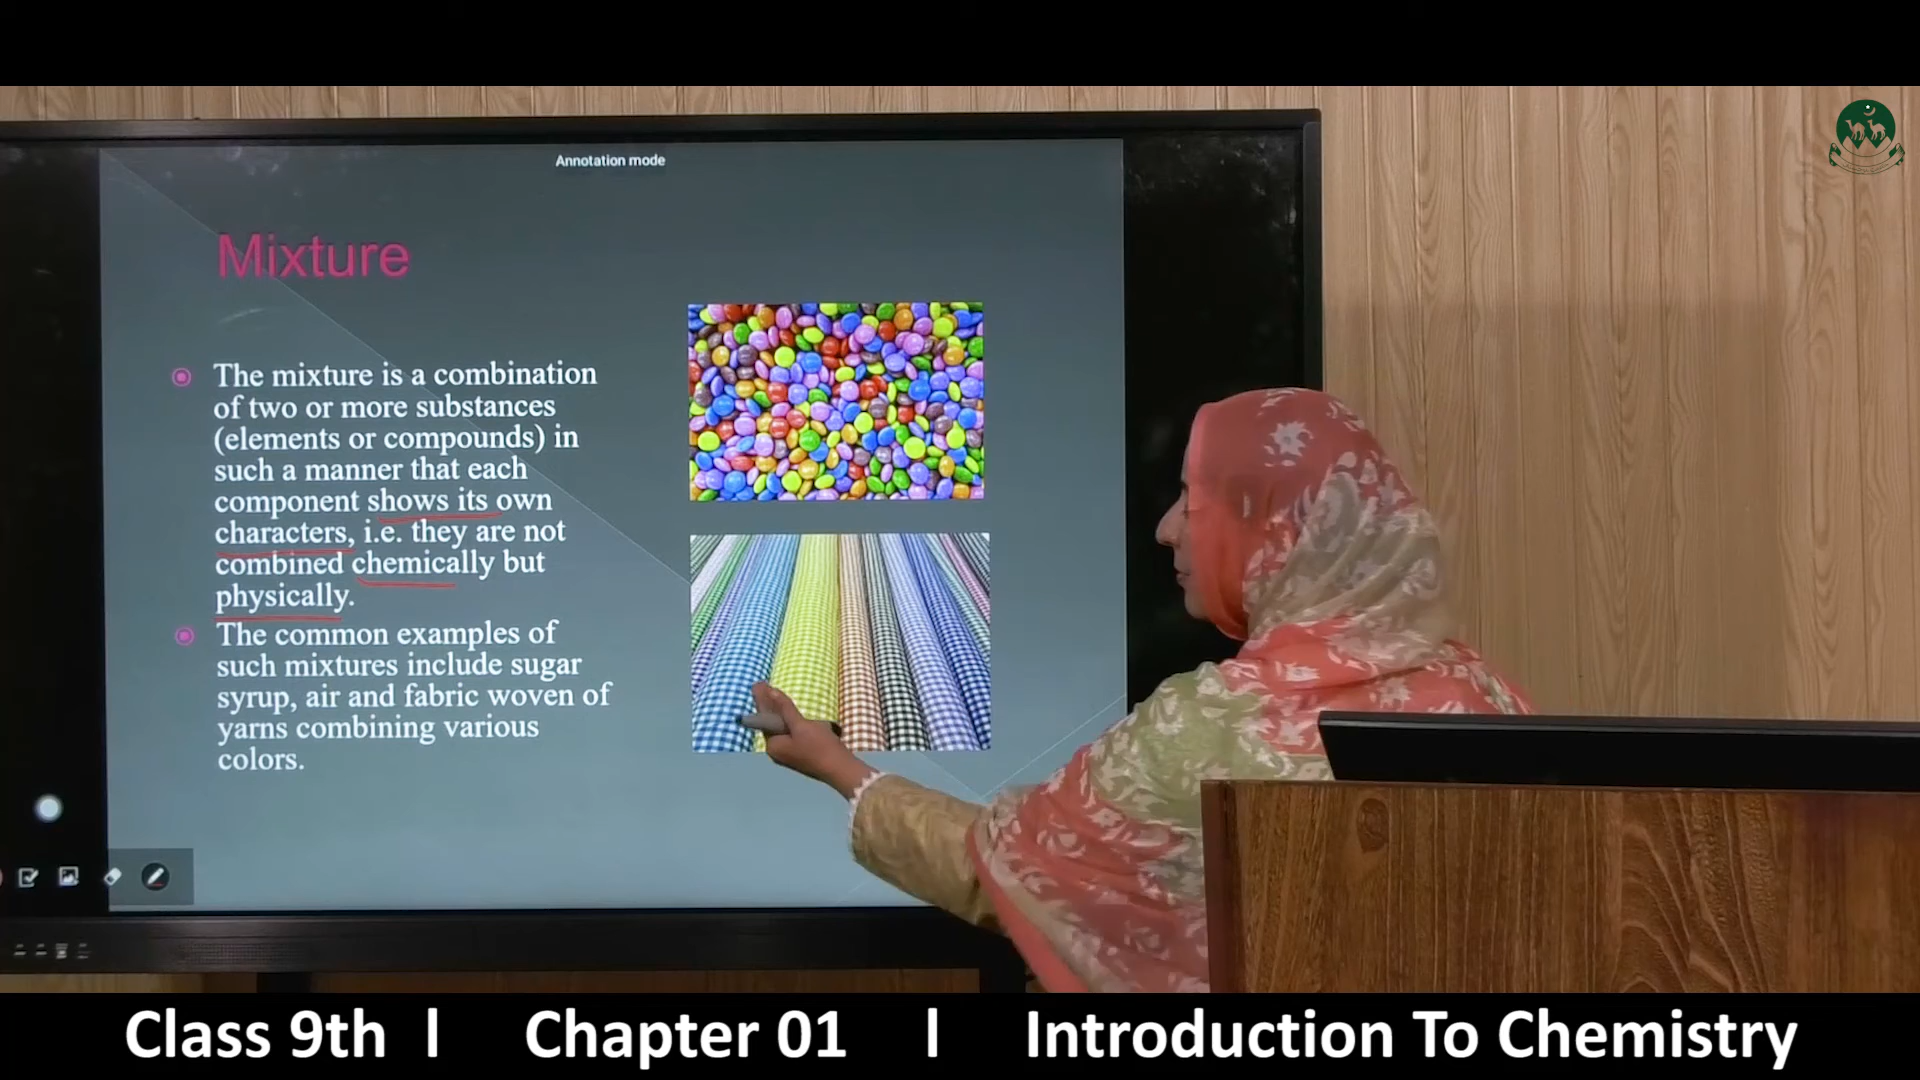 Annotation mode
Mixture
The mixture is a combination
of two or more substances
(elements or compounds) in
such a manner that each
component shows its own
characters, i.e. they are not
combined chemically but
physically.
The common examples of
such mixtures include sugar
syrup, air and fabric woven of
yarns combining various
colors.
Class 9th l Chapter 01 l Introduction To Chemistry